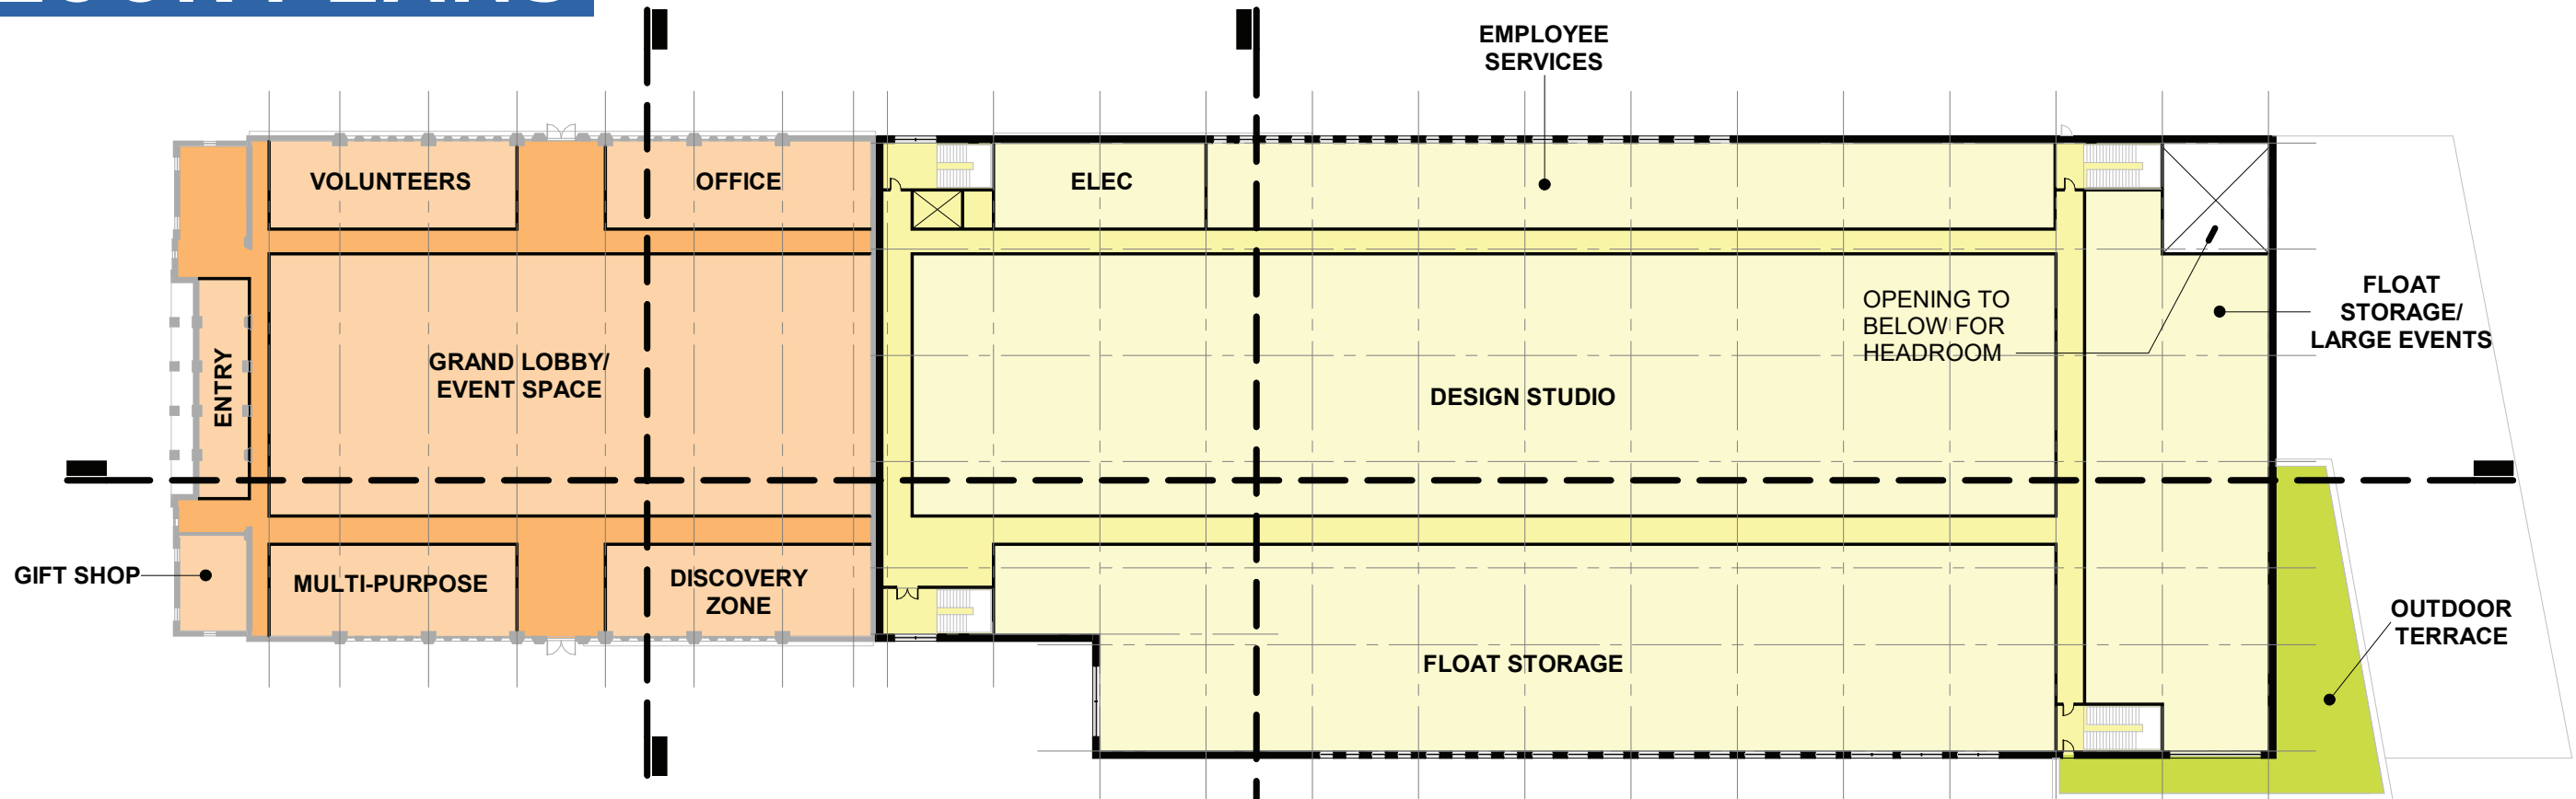 EMPLOYEE
SERVICES
VOLUNTEERS
OFFICE
ELEC
OPENING TO
BELOW FOR
HEADROOM
FLOAT
STORAGE/
LARGE EVENTS
ENTRY
GRAND LOBBY/
EVENT SPACE
DESIGN STUDIO
GIFT SHOP
MULTI-PURPOSE
DISCOVERY
ZONE
FLOAT STORAGE
OUTDOOR
TERRACE